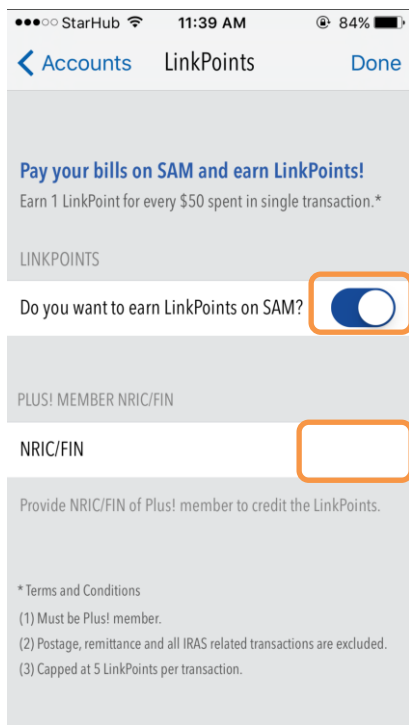 StarHub 11:39 AM 84%
Accounts LinkPoints Done
Pay your bills on SAM and earn LinkPoints!
Earn 1 LinkPoint for every $50 spent in single transaction.*
LINKPOINTS
Do you want to earn LinkPoints on SAM?
PLUS! MEMBER NRIC/FIN
NRIC/FIN
Provide NRIC/FIN of Plus! member to credit the LinkPoints.
* Terms and Conditions
(1) Must be Plus! member.
(2) Postage, remittance and all IRAS related transactions are excluded.
(3) Capped at 5 LinkPoints per transaction.